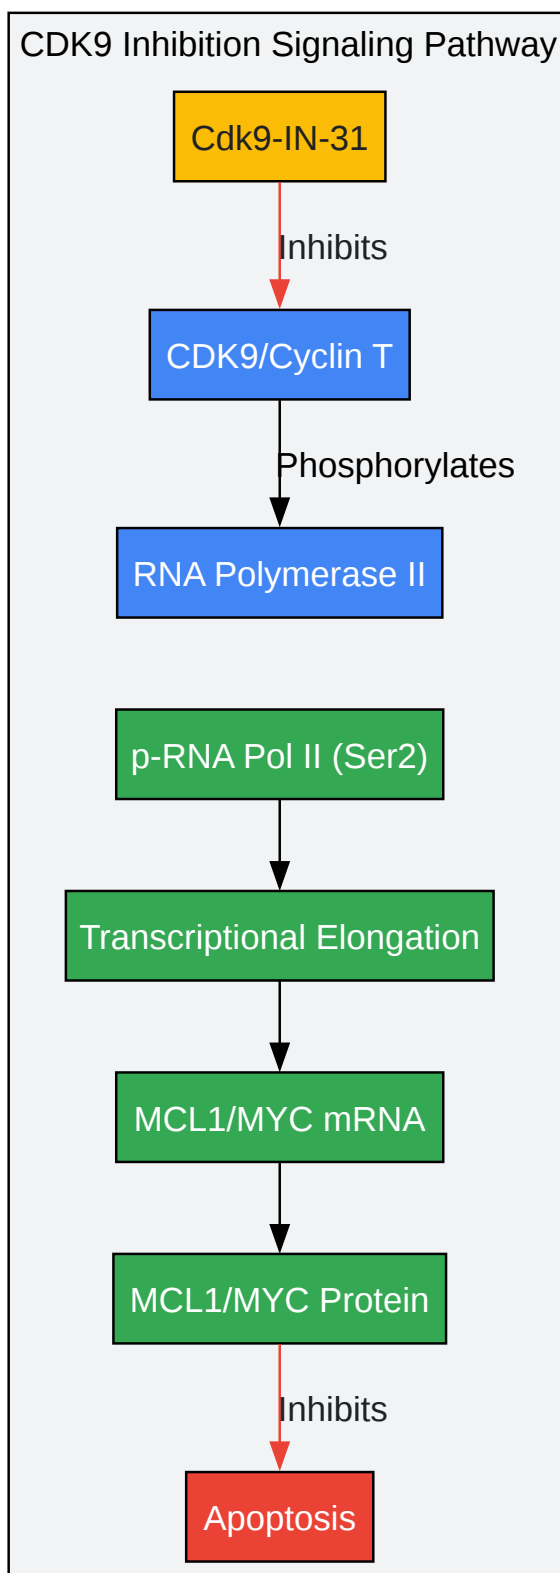 CDK9 Inhibition Signaling Pathway
Cdk9-IN-31
Inhibits
CDK9/Cyclin T
Phosphorylates
RNA Polymerase II
p-RNA Pol II (Ser2)
Transcriptional Elongation
MCL1/MYC mRNA
MCL1/MYC Protein
Inhibits
Apoptosis